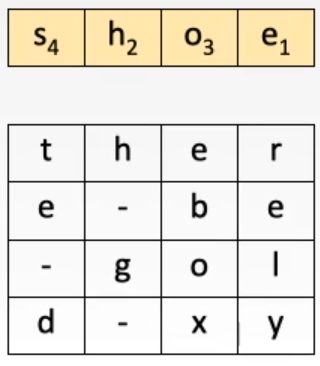 s4 h2 o3 e1
t h e r
e - b e
- g o l
d - x y